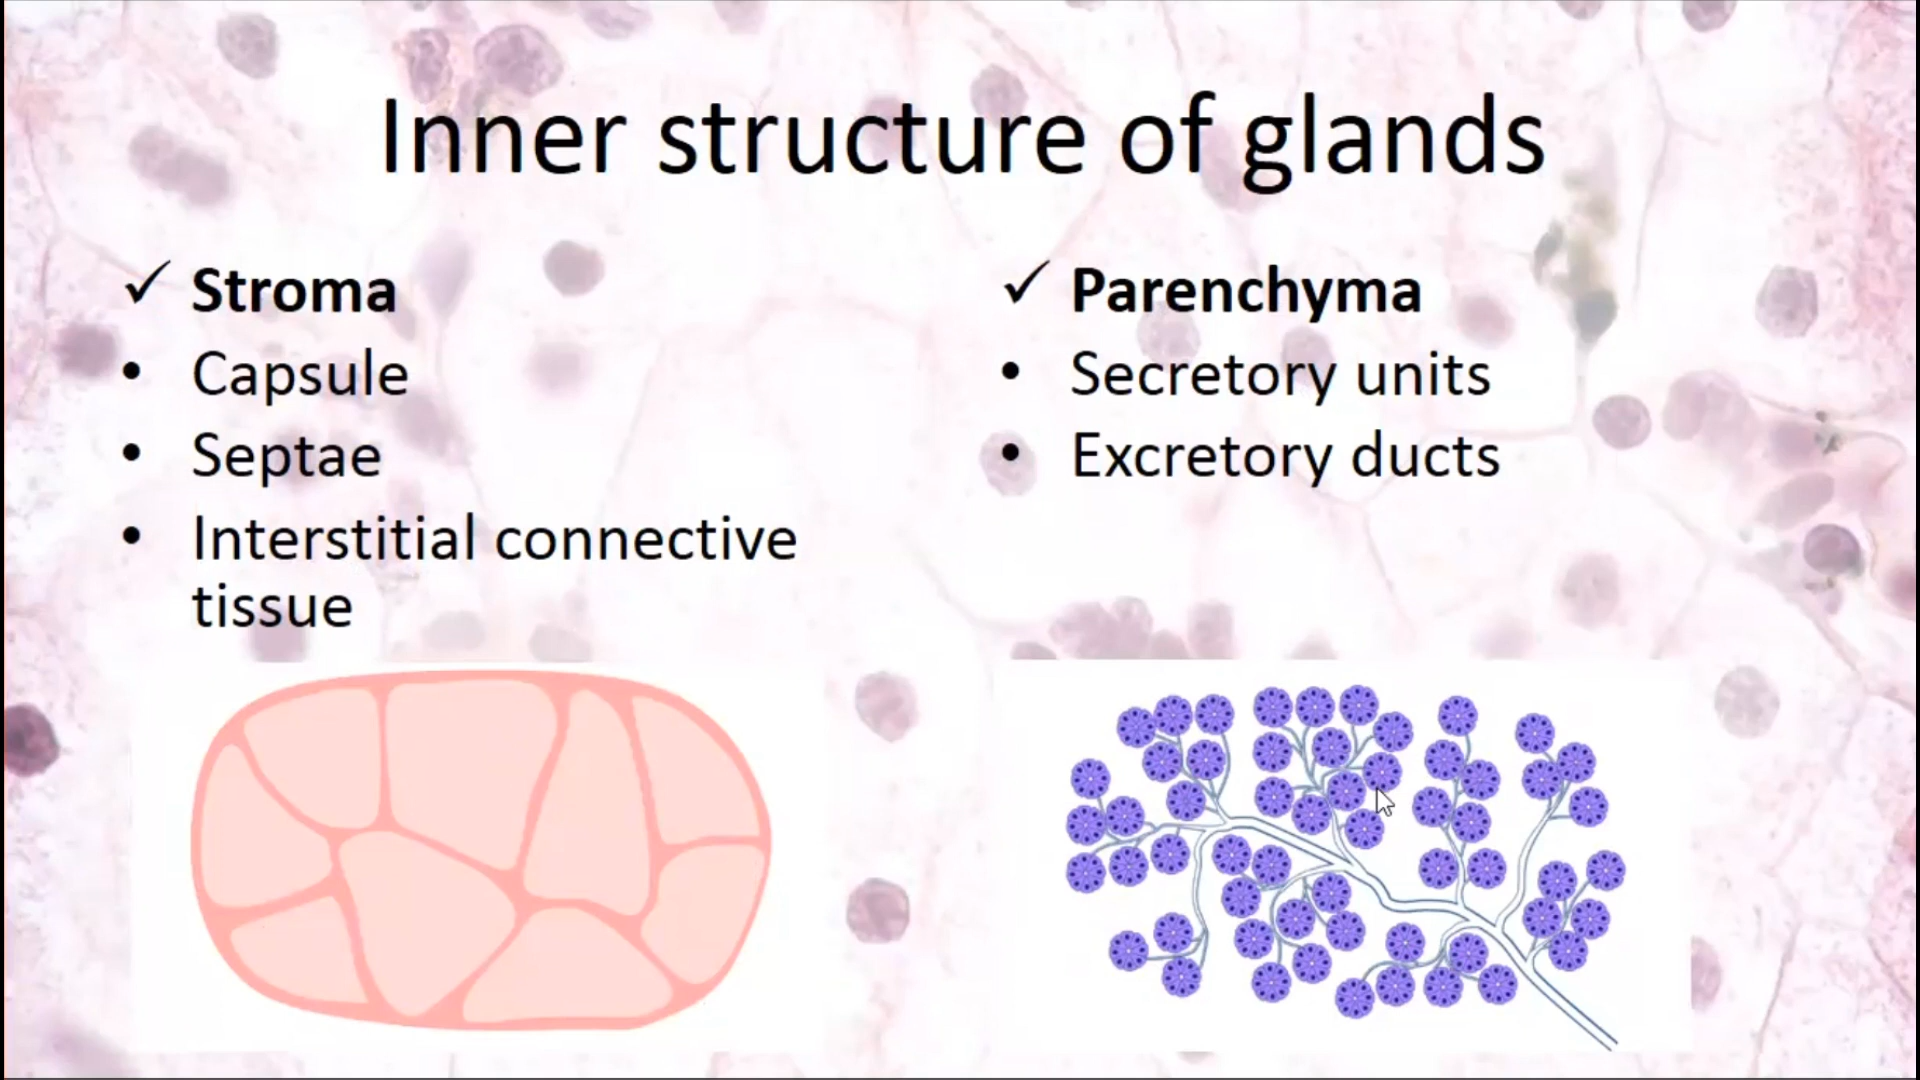 Inner structure of glands
✓ Stroma
• Capsule
• Septae
• Interstitial connective
tissue
✓ Parenchyma
• Secretory units
• Excretory ducts